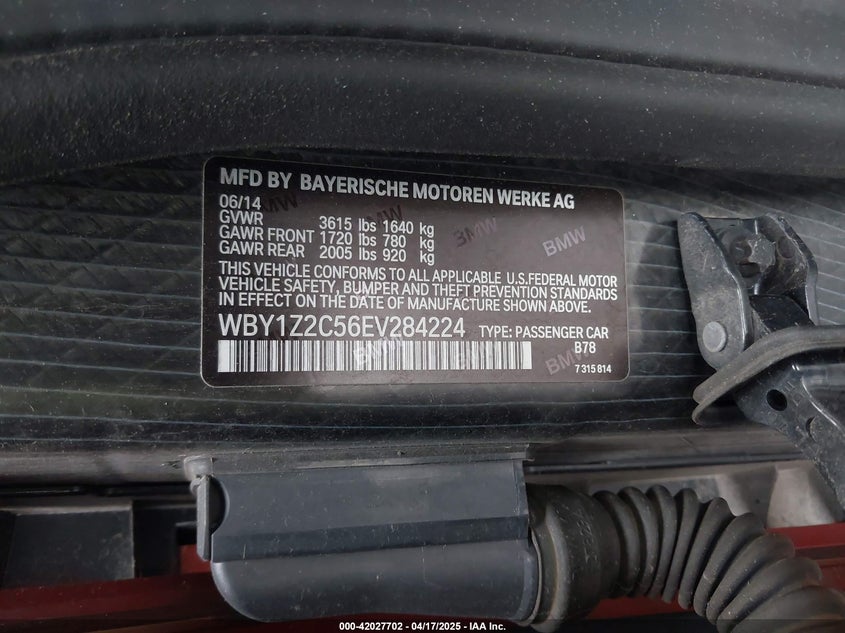 MFD BY BAYERISCHE MOTOREN WERKE AG
06/14
GVWR 3615 lbs 1640 kg
GAWR FRONT 1720 lbs 780 kg
GAWR REAR 2005 lbs 920 kg
THIS VEHICLE CONFORMS TO ALL APPLICABLE U.S.FEDERAL MOTOR
VEHICLE SAFETY, BUMPER AND THEFT PREVENTION STANDARDS
IN EFFECT ON THE DATE OF MANUFACTURE SHOWN ABOVE.
WBY1Z2C56EV284224 TYPE: PASSENGER CAR
B78
7 315 814
BMW
BMW
BMW
BMW
BMW
000-42027702 - 04/17/2025 - IAA Inc.